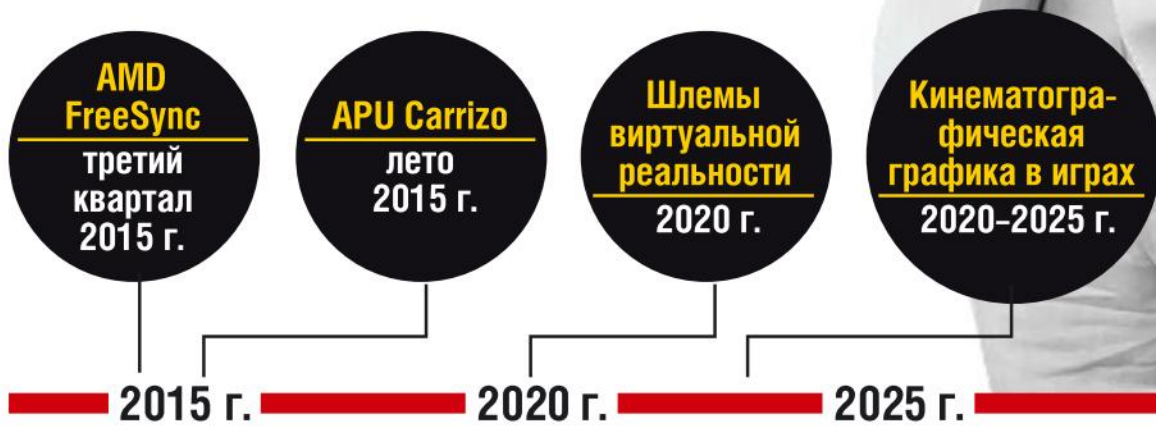 AMD
FreeSync
третий
квартал
2015 г.
APU Carrizo
лето
2015 г.
Шлемы
виртуальной
реальности
2020 г.
Кинематогра-
фическая
графика в играх
2020–2025 г.
2015 г.
2020 г.
2025 г.